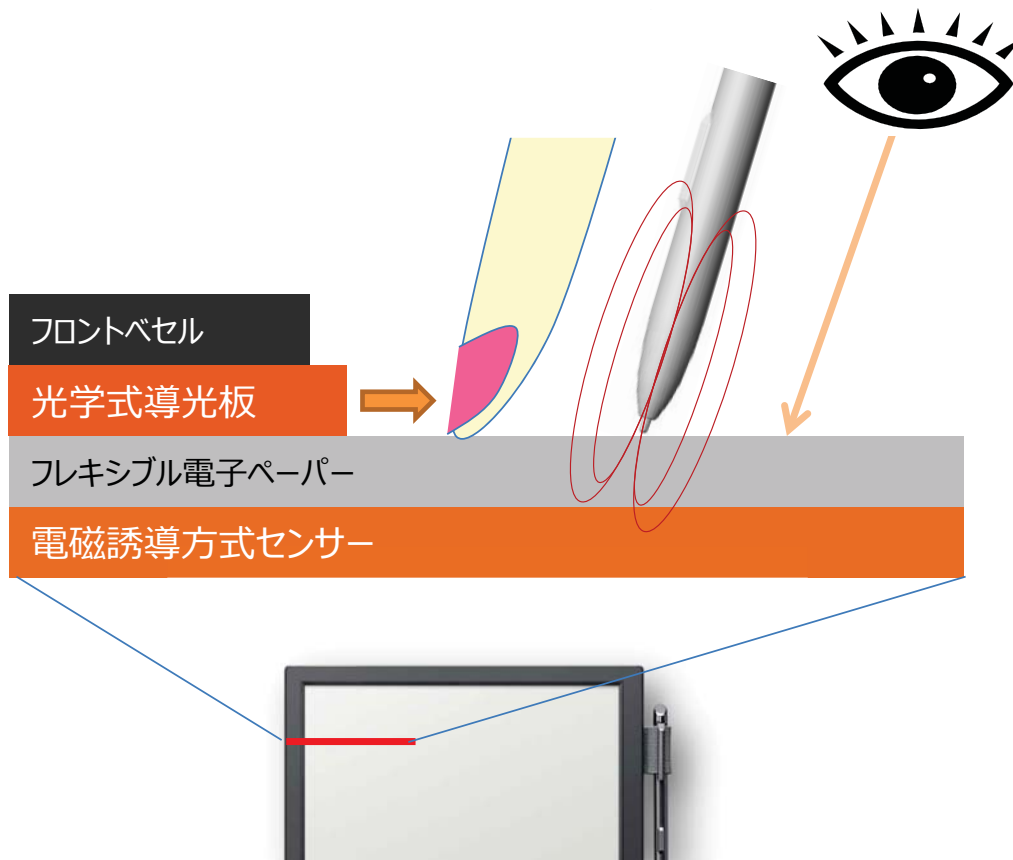 フロントベセル
光学式導光板
フレキシブル電子ペーパー
電磁誘導方式センサー